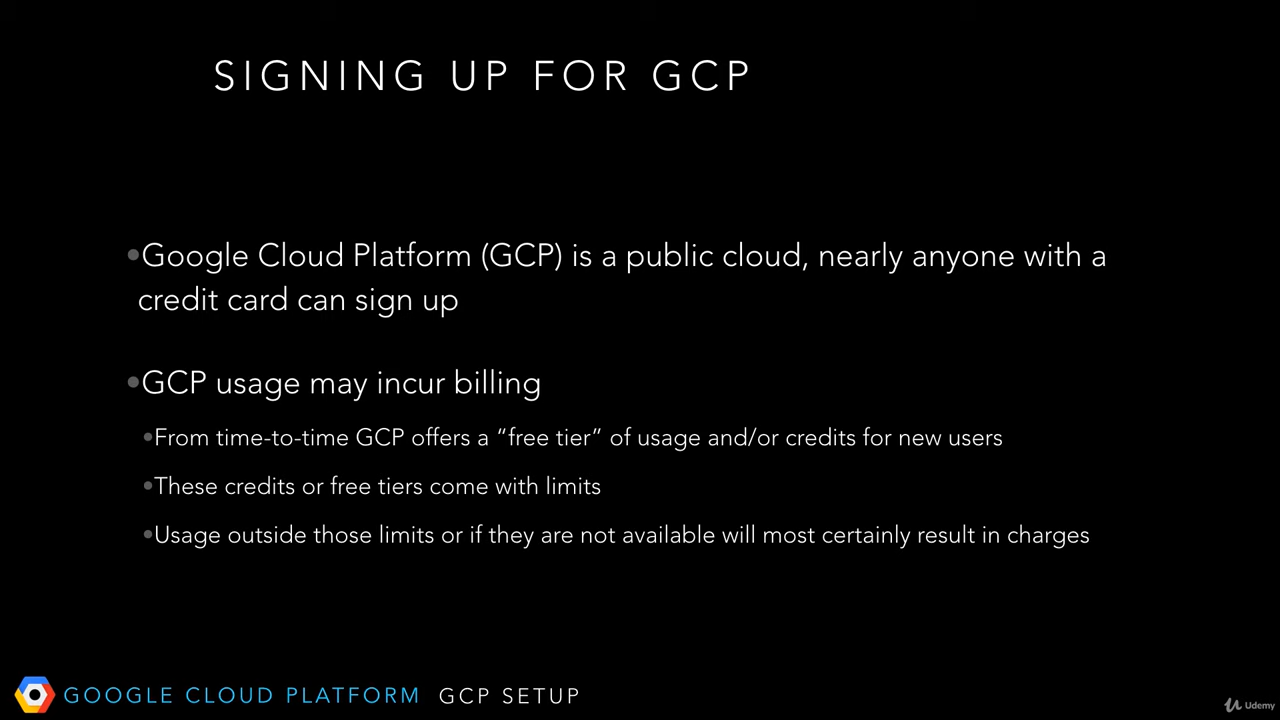 SIGNING UP FOR GCP
•Google Cloud Platform (GCP) is a public cloud, nearly anyone with a
credit card can sign up
•GCP usage may incur billing
•From time-to-time GCP offers a “free tier” of usage and/or credits for new users
•These credits or free tiers come with limits
•Usage outside those limits or if they are not available will most certainly result in charges
GOOGLE CLOUD PLATFORM GCP SETUP
Udemy